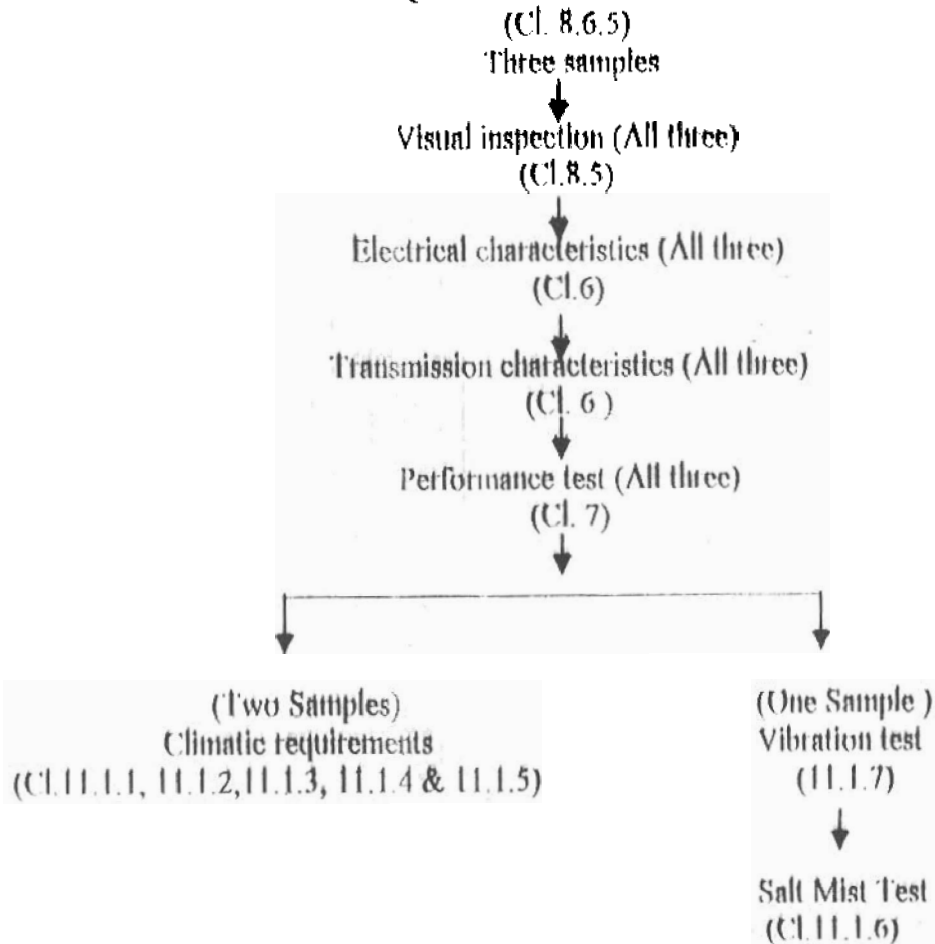 (Cl. 8.6.5)
Three samples
Visual inspection (All three)
(Cl.8.5)
Electrical characteristics (All three)
(Cl.6)
Transmission characteristics (All three)
(Cl. 6 )
Performance test (All three)
(Cl. 7)
(Two Samples)
Climatic requirements
(Cl.11.1.1, 11.1.2,11.1.3, 11.1.4 & 11.1.5)
(One Sample )
Vibration test
(11.1.7)
Salt Mist Test
(Cl.11.1.6)